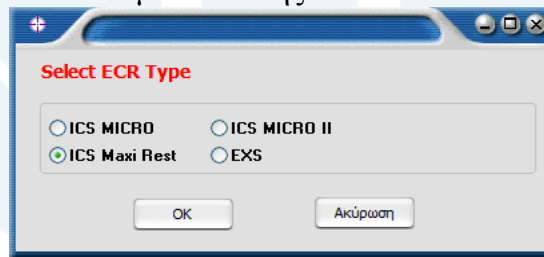 Select ECR Type
ICS MICRO ICS MICRO II
ICS Maxi Rest EXS
OK Ακύρωση